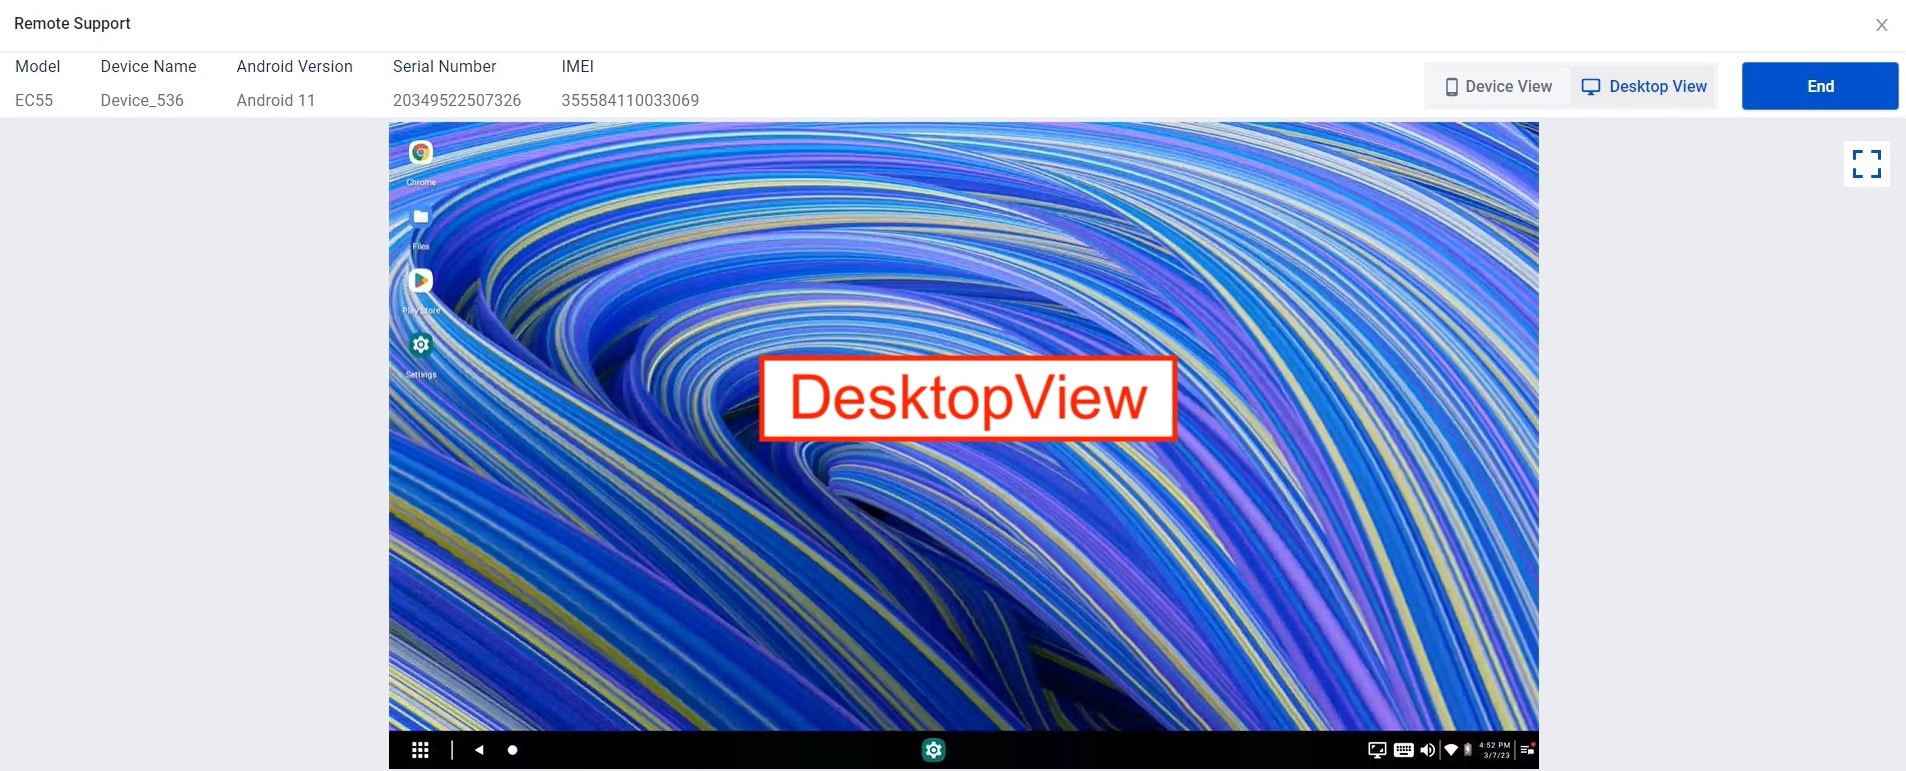 Remote Support
Model Device Name Android Version Serial Number IMEI
EC55 Device_536 Android 11 20349522507326 355584110033069
Device View Desktop View End
Chrome
Files
Play Store
Settings
DesktopView
4:52 PM
3/7/23